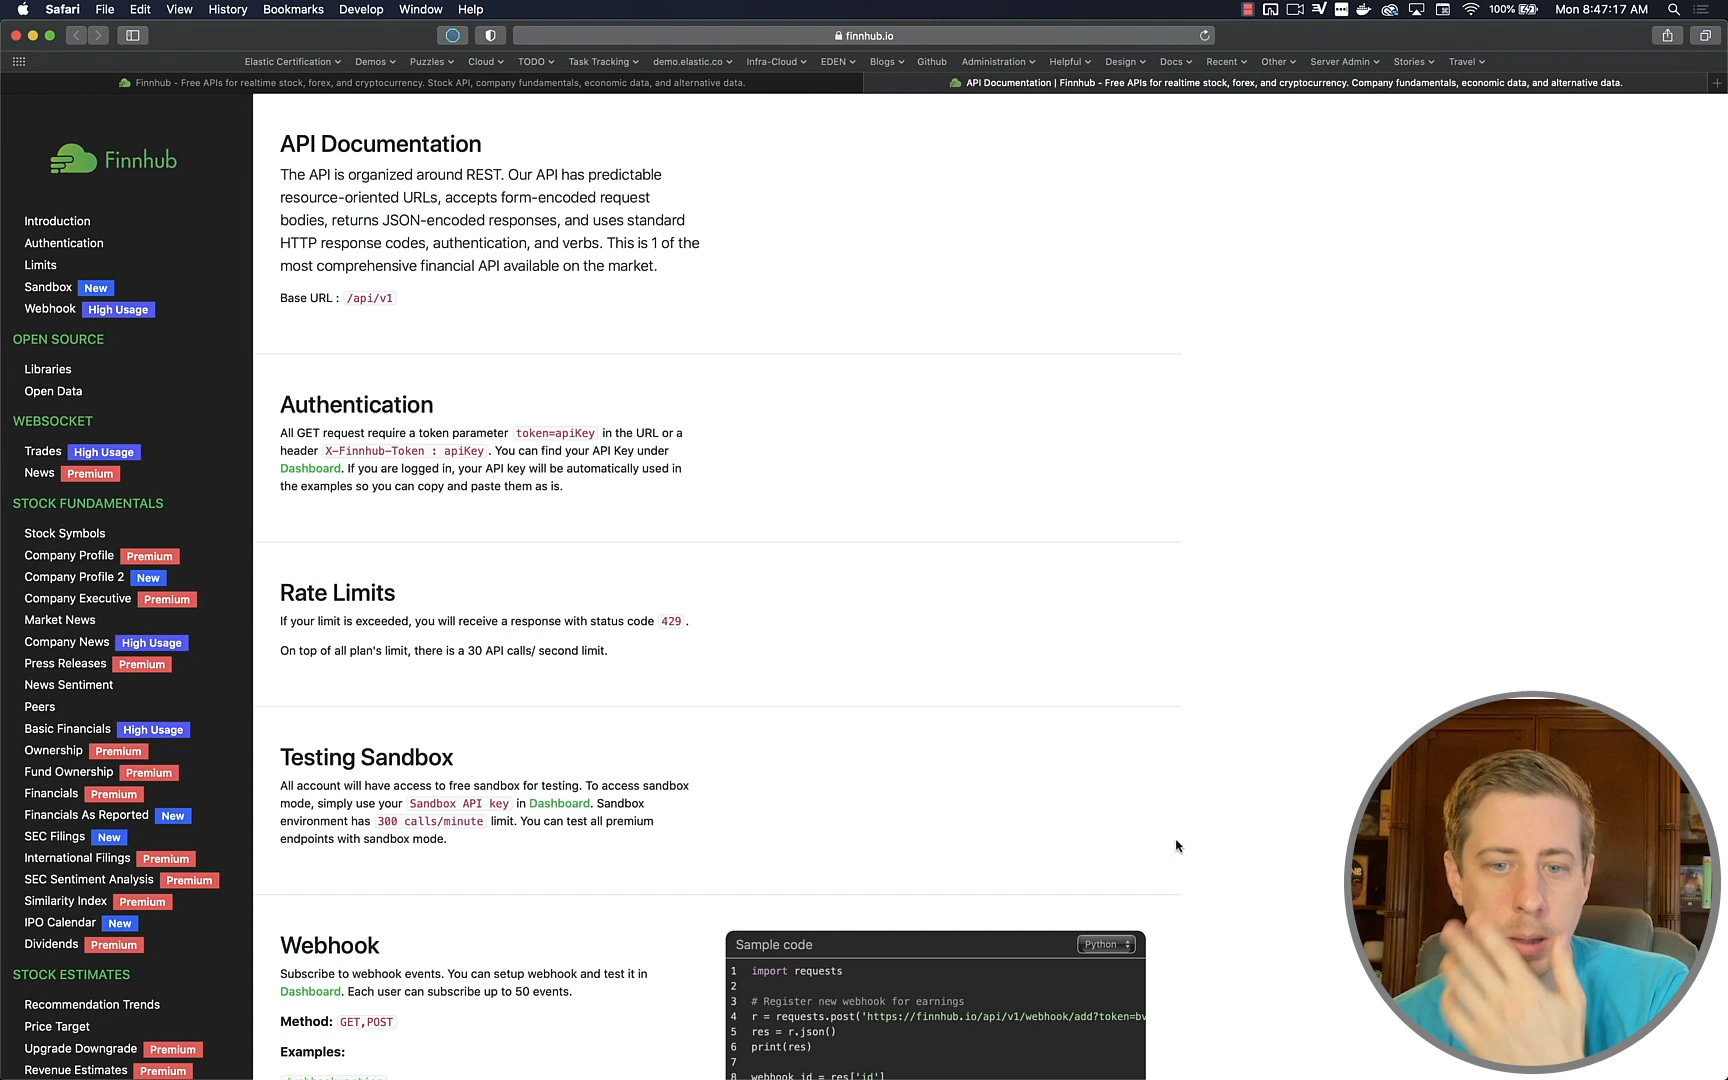 Safari File Edit View History Bookmarks Develop Window Help
100%
Mon 8:47:17 AM
finnhub.io
Elastic Certification Demos Puzzles Cloud TODO Task Tracking demo.elastic.co Infra-Cloud EDEN Blogs Github Administration Helpful Design Docs Recent Other Server Admin Stories Travel
Finnhub - Free APIs for realtime stock, forex, and cryptocurrency. Stock API, company fundamentals, economic data, and alternative data.
API Documentation | Finnhub - Free APIs for realtime stock, forex, and cryptocurrency. Company fundamentals, economic data, and alternative data.
Finnhub
Introduction
Authentication
Limits
Sandbox New
Webhook High Usage
OPEN SOURCE
Libraries
Open Data
WEBSOCKET
Trades High Usage
News Premium
STOCK FUNDAMENTALS
Stock Symbols
Company Profile Premium
Company Profile 2 New
Company Executive Premium
Market News
Company News High Usage
Press Releases Premium
News Sentiment
Peers
Basic Financials High Usage
Ownership Premium
Fund Ownership Premium
Financials Premium
Financials As Reported New
SEC Filings New
International Filings Premium
SEC Sentiment Analysis Premium
Similarity Index Premium
IPO Calendar New
Dividends Premium
STOCK ESTIMATES
Recommendation Trends
Price Target
Upgrade Downgrade Premium
Revenue Estimates Premium
API Documentation
The API is organized around REST. Our API has predictable
resource-oriented URLs, accepts form-encoded request
bodies, returns JSON-encoded responses, and uses standard
HTTP response codes, authentication, and verbs. This is 1 of the
most comprehensive financial API available on the market.
Base URL : /api/v1
Authentication
All GET request require a token parameter token=apiKey in the URL or a
header X-Finnhub-Token : apiKey . You can find your API Key under
Dashboard. If you are logged in, your API key will be automatically used in
the examples so you can copy and paste them as is.
Rate Limits
If your limit is exceeded, you will receive a response with status code 429 .
On top of all plan's limit, there is a 30 API calls/ second limit.
Testing Sandbox
All account will have access to free sandbox for testing. To access sandbox
mode, simply use your Sandbox API key in Dashboard. Sandbox
environment has 300 calls/minute limit. You can test all premium
endpoints with sandbox mode.
Webhook
Subscribe to webhook events. You can setup webhook and test it in
Dashboard. Each user can subscribe up to 50 events.
Method: GET,POST
Examples:
Sample code
Python
1 import requests
2
3 # Register new webhook for earnings
4 r = requests.post('https://finnhub.io/api/v1/webhook/add?token=bv
5 res = r.json()
6 print(res)
7
8 webhook_id = res['id']